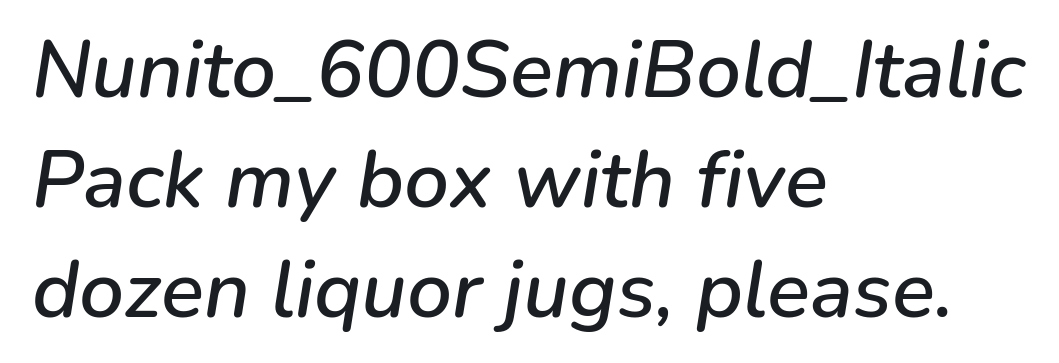 Nunito_600SemiBold_Italic
Pack my box with five
dozen liquor jugs, please.